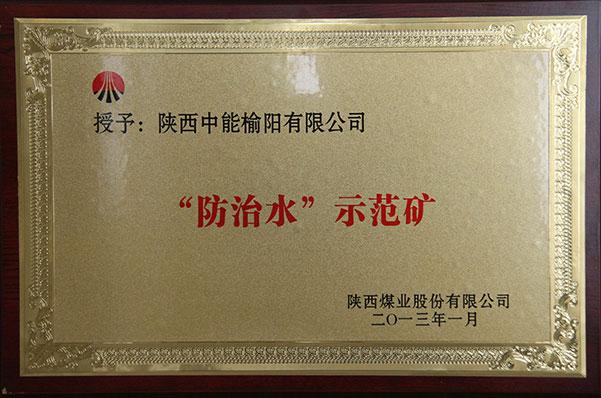 授予：陕西中能榆阳有限公司
“防治水”示范矿
陕西煤业股份有限公司
二〇一三年一月